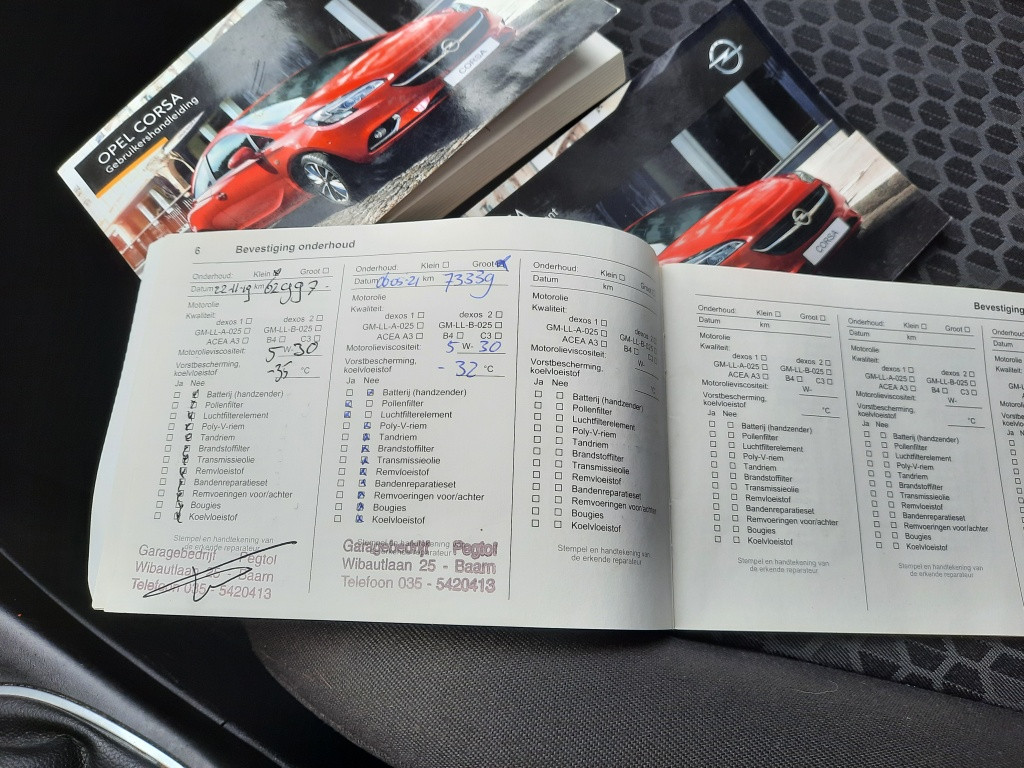 OPEL CORSA
Gebruikershandleiding
CORSA
CORSA
6 Bevestiging onderhoud
Onderhoud: Klein Groot
Datum 22-11-19 km 62997-
Motorolie
Kwaliteit:
dexos 1 dexos 2
GM-LL-A-025 GM-LL-B-025
ACEA A3 B4 C3
Motorolieviscositeit: 5 W- 30
Vorstbescherming,
koelvloeistof -35 °C
Ja Nee
Batterij (handzender)
Pollenfilter
Luchtfilterelement
Poly-V-riem
Tandriem
Brandstoffilter
Transmissieolie
Remvloeistof
Bandenreparatieset
Remvoeringen voor/achter
Bougies
Koelvloeistof
Stempel en handtekening van
de erkende reparateur
Garagebedrijf Pegtol
Wibautlaan 25 - Baarn
Telefoon 035 - 5420413
Onderhoud: Klein Groot
Datum 06-05-21 km 73339
Motorolie
Kwaliteit:
dexos 1 dexos 2
GM-LL-A-025 GM-LL-B-025
ACEA A3 B4 C3
Motorolieviscositeit: 5 W- 30
Vorstbescherming,
koelvloeistof - 32 °C
Ja Nee
Batterij (handzender)
Pollenfilter
Luchtfilterelement
Poly-V-riem
Tandriem
Brandstoffilter
Transmissieolie
Remvloeistof
Bandenreparatieset
Remvoeringen voor/achter
Bougies
Koelvloeistof
Garagebedrijf Pegtol
Wibautlaan 25 - Baarn
Telefoon 035 - 5420413
Onderhoud: Klein Groot
Datum km
Motorolie
Kwaliteit:
dexos 1 dexos 2
GM-LL-A-025 GM-LL-B-025
ACEA A3 B4 C3
Motorolieviscositeit: W-
Vorstbescherming,
koelvloeistof °C
Ja Nee
Batterij (handzender)
Pollenfilter
Luchtfilterelement
Poly-V-riem
Tandriem
Brandstoffilter
Transmissieolie
Remvloeistof
Bandenreparatieset
Remvoeringen voor/achter
Bougies
Koelvloeistof
Stempel en handtekening van
de erkende reparateur
Bevestiging
Onderhoud: Klein Groot
Datum km
Motorolie
Kwaliteit:
dexos 1 dexos 2
GM-LL-A-025 GM-LL-B-025
ACEA A3 B4 C3
Motorolieviscositeit: W-
Vorstbescherming,
koelvloeistof °C
Ja Nee
Batterij (handzender)
Pollenfilter
Luchtfilterelement
Poly-V-riem
Tandriem
Brandstoffilter
Transmissieolie
Remvloeistof
Bandenreparatieset
Remvoeringen voor/achter
Bougies
Koelvloeistof
Stempel en handtekening van
de erkende reparateur
Onderhoud: Klein Groot
Datum km
Motorolie
Kwaliteit:
dexos 1 dexos 2
GM-LL-A-025 GM-LL-B-025
ACEA A3 B4 C3
Motorolieviscositeit: W-
Vorstbescherming,
koelvloeistof °C
Ja Nee
Batterij (handzender)
Pollenfilter
Luchtfilterelement
Poly-V-riem
Tandriem
Brandstoffilter
Transmissieolie
Remvloeistof
Bandenreparatieset
Remvoeringen voor/achter
Bougies
Koelvloeistof
Stempel en handtekening van
de erkende reparateur